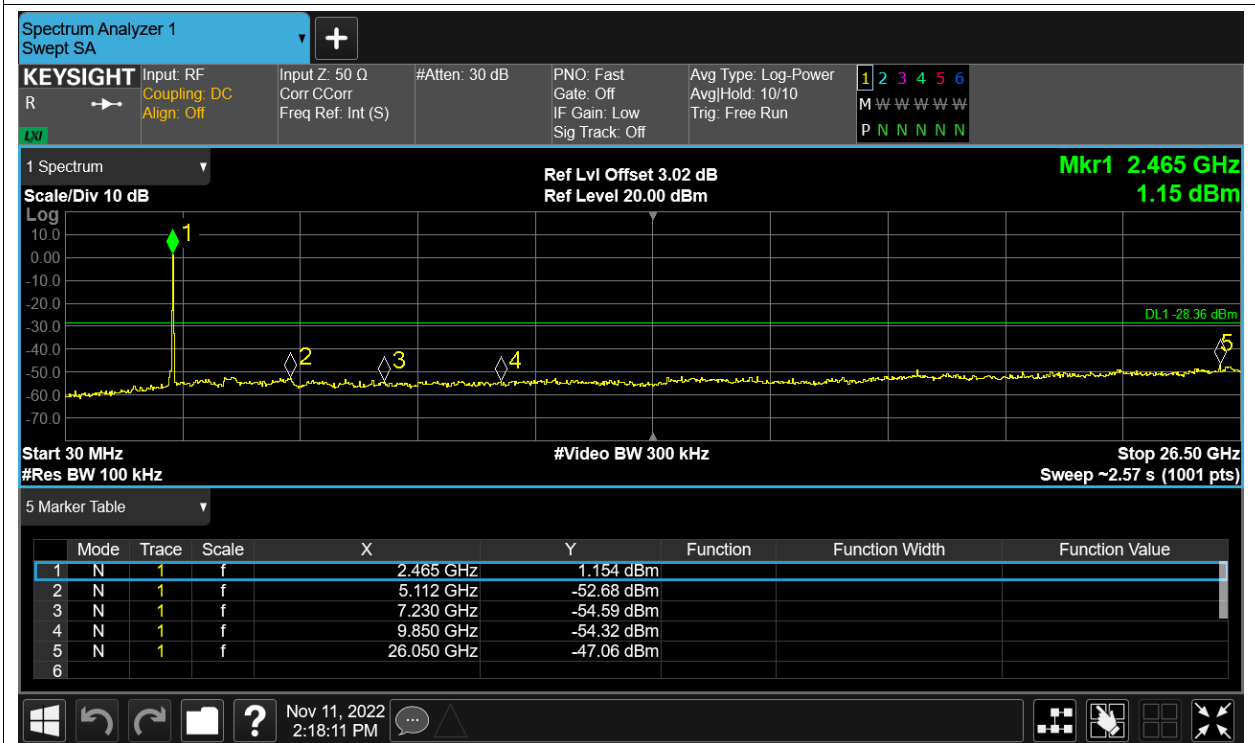 Spectrum Analyzer 1
Swept SA
+
KEYSIGHT Input: RF Input Z: 50 Ω #Atten: 30 dB PNO: Fast Avg Type: Log-Power 1 2 3 4 5 6
R Coupling: DC Corr CCorr Gate: Off Avg|Hold: 10/10 M W W W W W
Align: Off Freq Ref: Int (S) IF Gain: Low Trig: Free Run
LXI Sig Track: Off P N N N N N
1 Spectrum Ref Lvl Offset 3.02 dB Mkr1 2.465 GHz
Scale/Div 10 dB Ref Level 20.00 dBm 1.15 dBm
Log
10.0 1
0.00
-10.0
-20.0
DL1 -28.36 dBm
-30.0
-40.0 2 3 4 5
-50.0
-60.0
-70.0
Start 30 MHz #Video BW 300 kHz Stop 26.50 GHz
#Res BW 100 kHz Sweep ~2.57 s (1001 pts)
5 Marker Table
Mode Trace Scale X Y Function Function Width Function Value
1 N 1 f 2.465 GHz 1.154 dBm
2 N 1 f 5.112 GHz -52.68 dBm
3 N 1 f 7.230 GHz -54.59 dBm
4 N 1 f 9.850 GHz -54.32 dBm
5 N 1 f 26.050 GHz -47.06 dBm
6
? Nov 11, 2022
2:18:11 PM